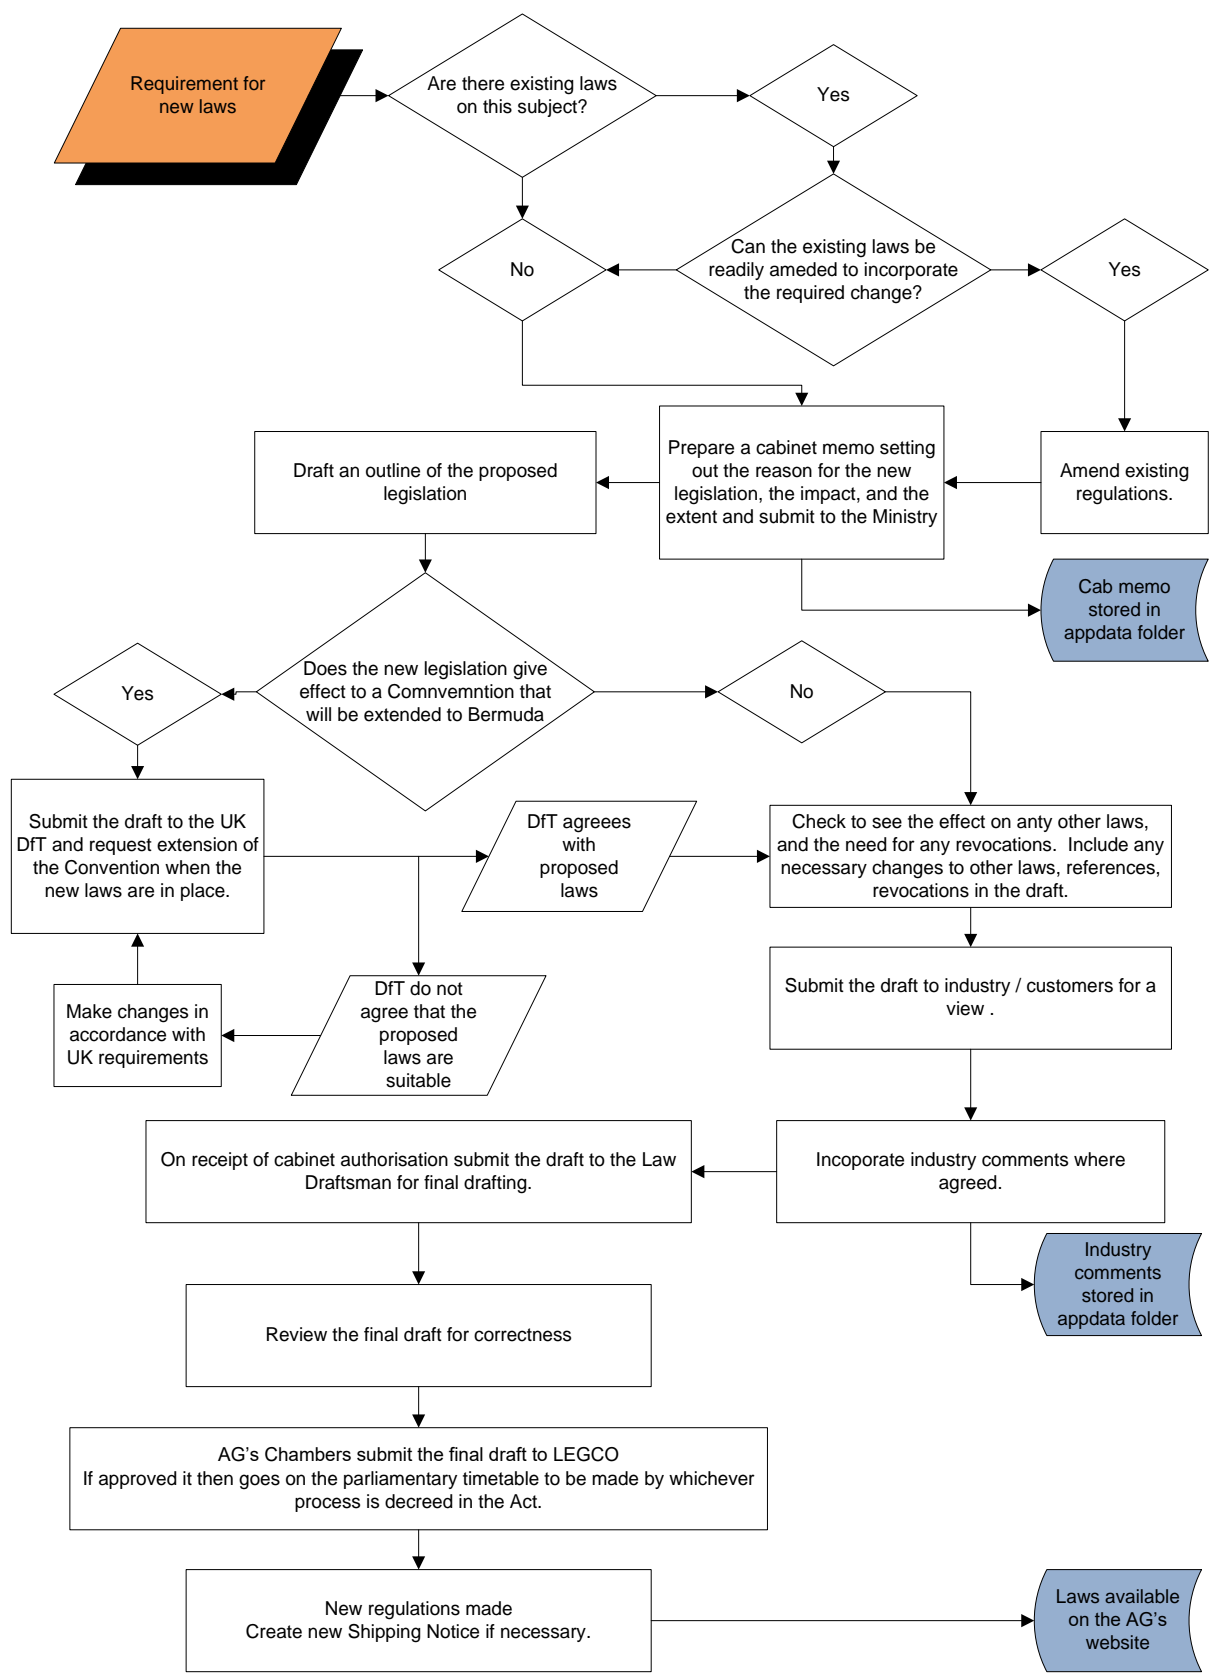 Requirement for
new laws
Are there existing laws
on this subject?
Yes
No
Can the existing laws be
readily ameded to incorporate
the required change?
Yes
Draft an outline of the proposed
legislation
Prepare a cabinet memo setting
out the reason for the new
legislation, the impact, and the
extent and submit to the Ministry
Amend existing
regulations.
Cab memo
stored in
appdata folder
Yes
Does the new legislation give
effect to a Comnvemntion that
will be extended to Bermuda
No
Submit the draft to the UK
DfT and request extension of
the Convention when the
new laws are in place.
DfT agreees
with
proposed
laws
Check to see the effect on anty other laws,
and the need for any revocations.  Include any
necessary changes to other laws, references,
revocations in the draft.
Make changes in
accordance with
UK requirements
DfT do not
agree that the
proposed
laws are
suitable
Submit the draft to industry / customers for a
view .
On receipt of cabinet authorisation submit the draft to the Law
Draftsman for final drafting.
Incoporate industry comments where
agreed.
Industry
comments
stored in
appdata folder
Review the final draft for correctness
AG's Chambers submit the final draft to LEGCO
If approved it then goes on the parliamentary timetable to be made by whichever
process is decreed in the Act.
New regulations made
Create new Shipping Notice if necessary.
Laws available
on the AG's
website